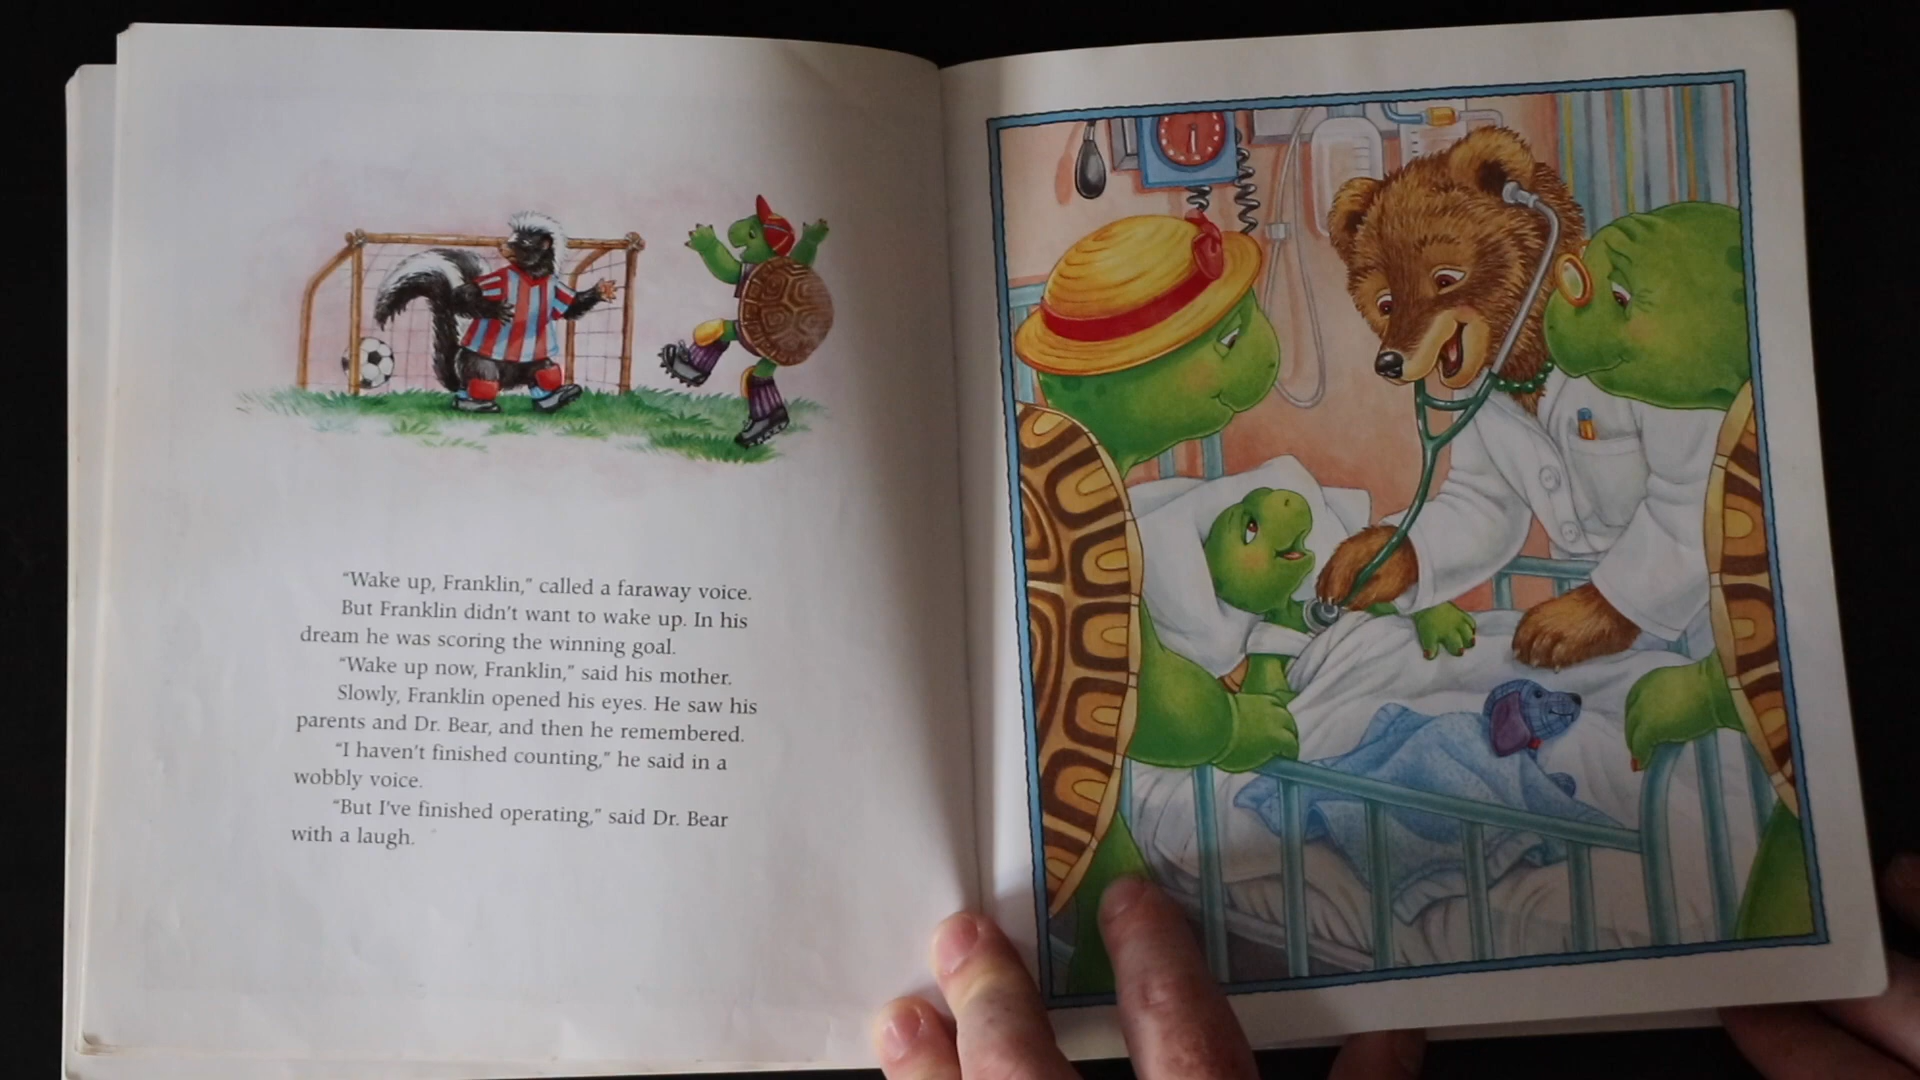 “Wake up, Franklin,” called a faraway voice.
But Franklin didn't want to wake up. In his
dream he was scoring the winning goal.
“Wake up now, Franklin,” said his mother.
Slowly, Franklin opened his eyes. He saw his
parents and Dr. Bear, and then he remembered.
“I haven't finished counting,” he said in a
wobbly voice.
“But I've finished operating,” said Dr. Bear
with a laugh.